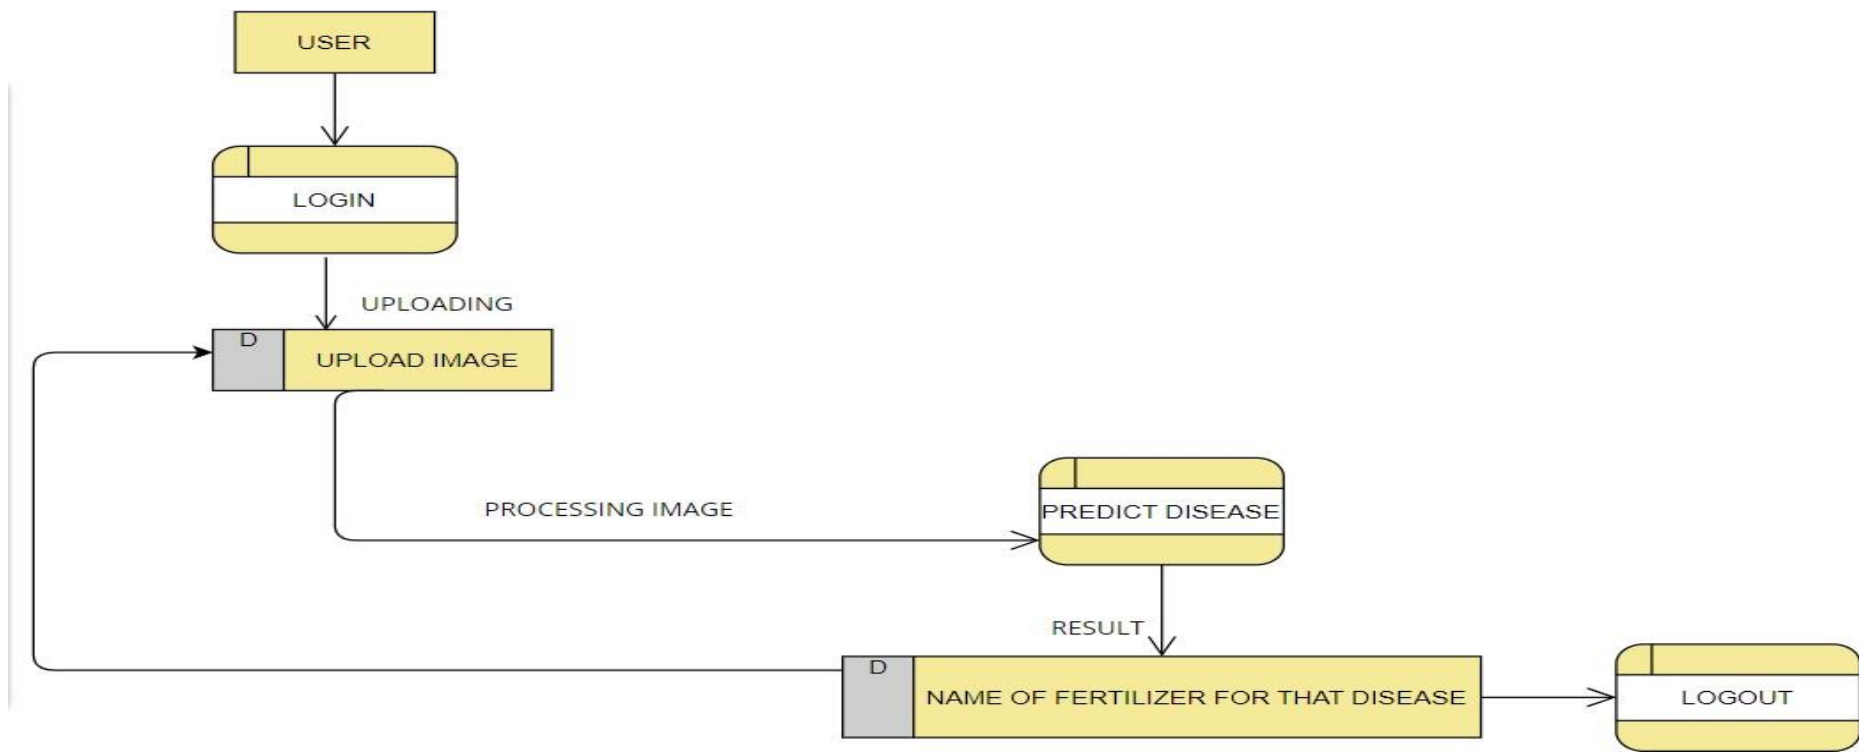 USER
LOGIN
UPLOADING
D
UPLOAD IMAGE
PROCESSING IMAGE
PREDICT DISEASE
RESULT
D
NAME OF FERTILIZER FOR THAT DISEASE
LOGOUT